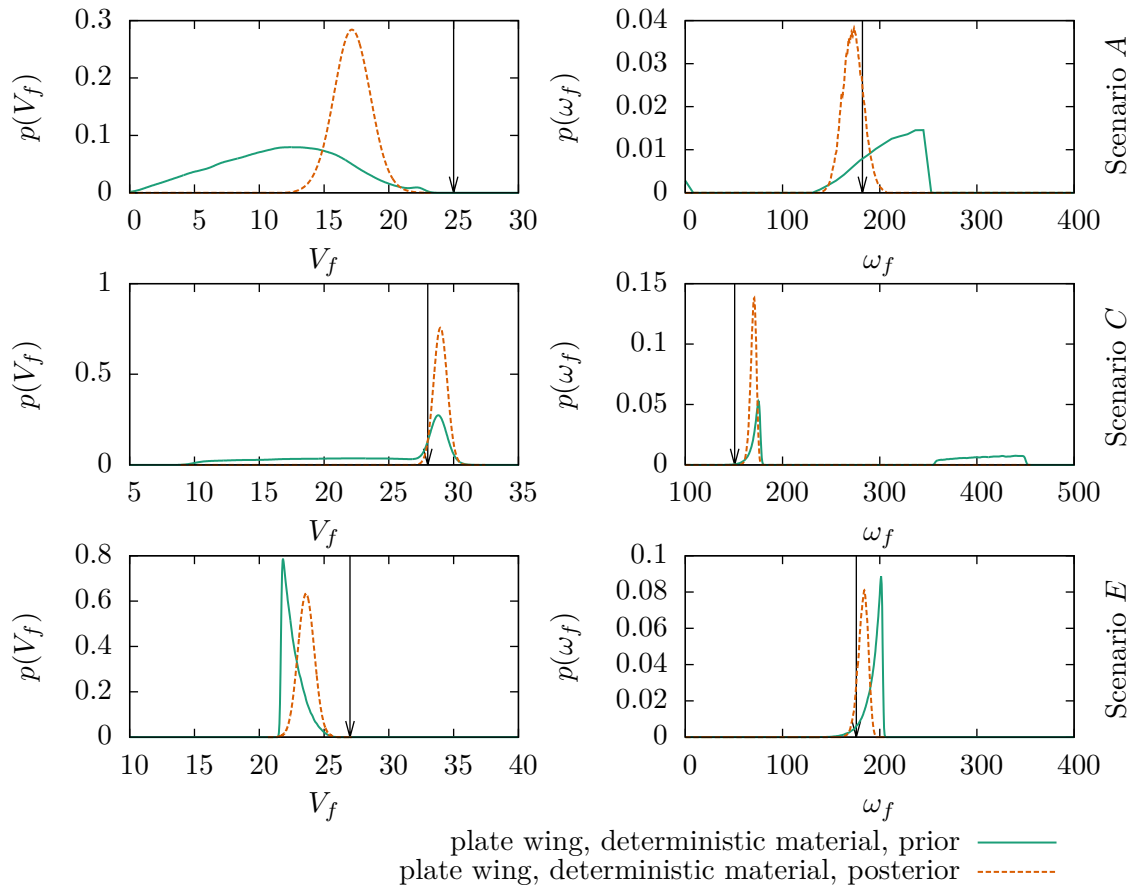 0.3
0.2
0.1
0
p(V_f)
0 5 10 15 20 25 30
V_f
0.04
0.03
0.02
0.01
0
p(ω_f)
0 100 200 300 400
ω_f
Scenario A
1
0.5
0
p(V_f)
5 10 15 20 25 30 35
V_f
0.15
0.10
0.05
0
p(ω_f)
100 200 300 400 500
ω_f
Scenario C
0.8
0.6
0.4
0.2
0
p(V_f)
10 15 20 25 30 35 40
V_f
0.1
0.08
0.06
0.04
0.02
0
p(ω_f)
0 100 200 300 400
ω_f
Scenario E
plate wing, deterministic material, prior
plate wing, deterministic material, posterior